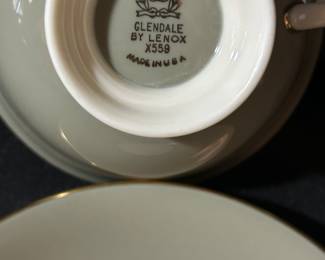 GLENDALE
BY LENOX
X559
MADE IN U S A